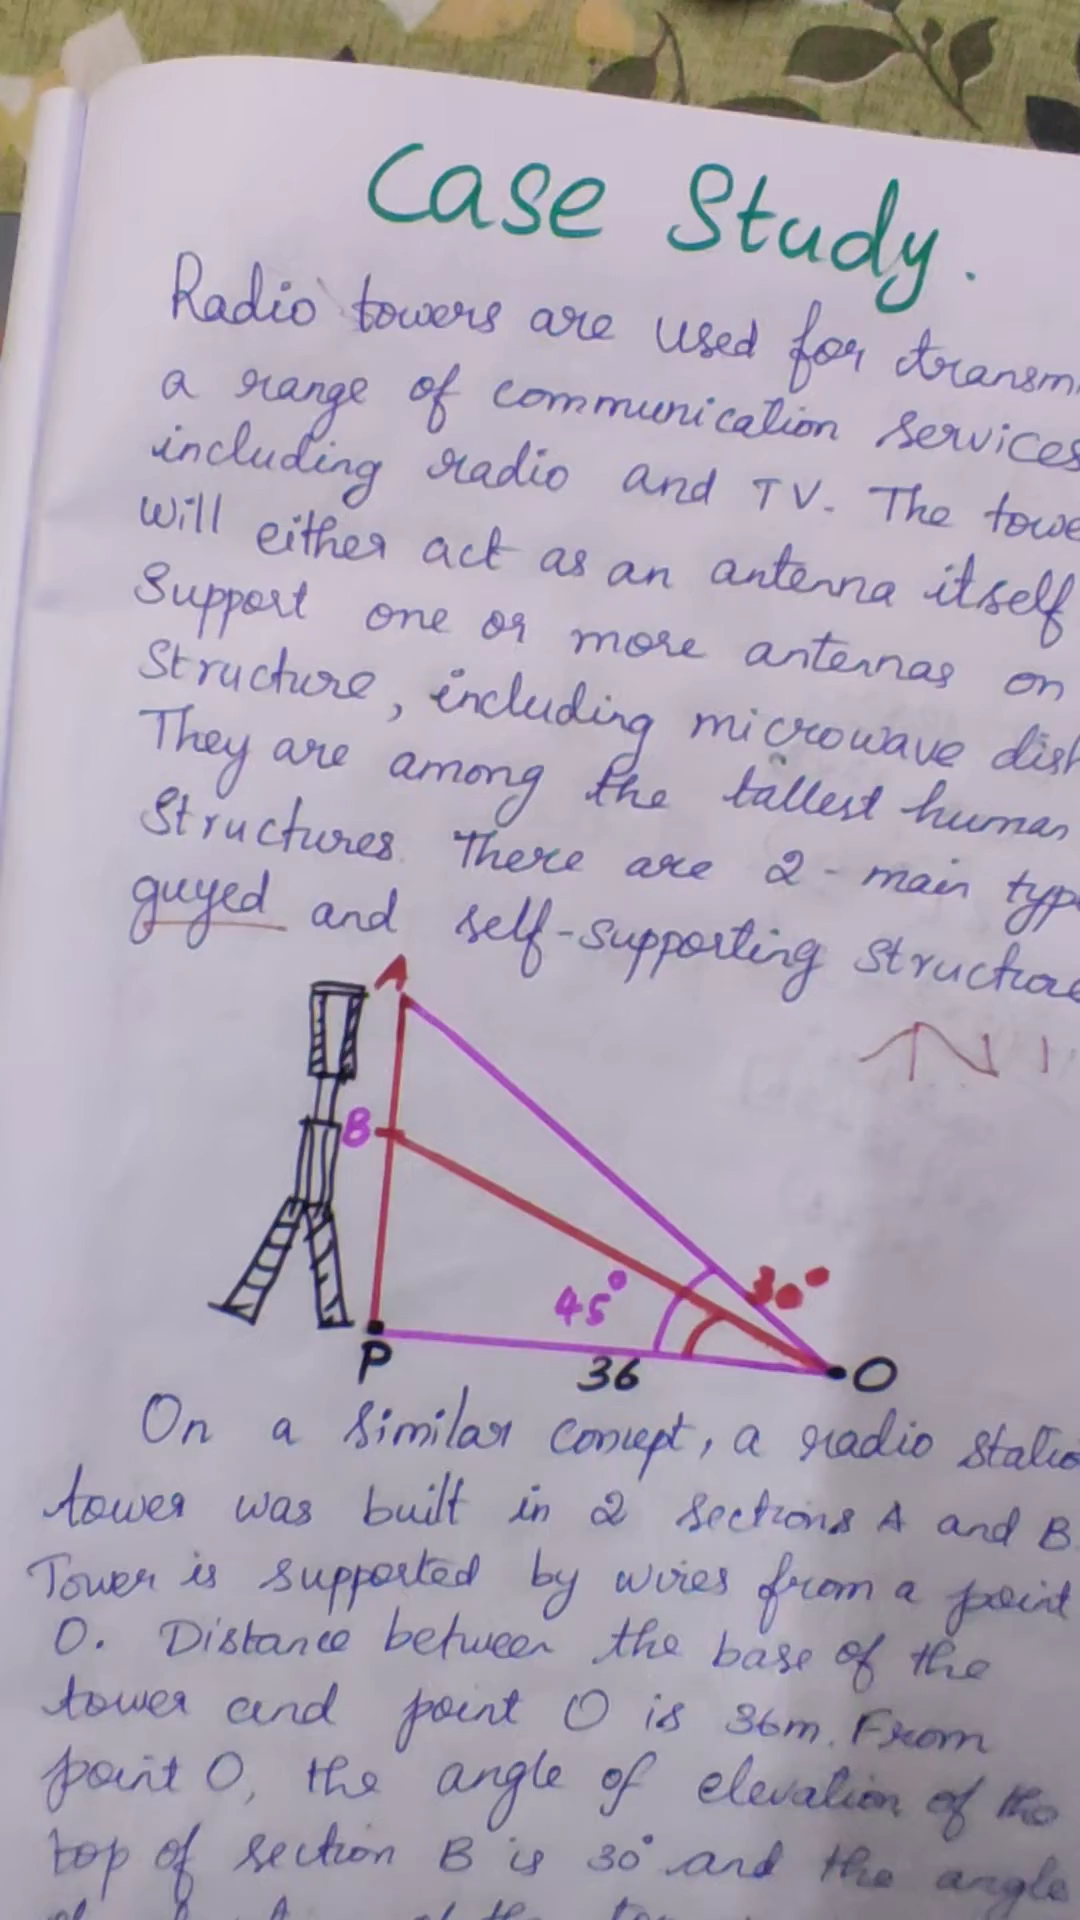 Case Study.
Radio towers are used for transm
a range of communication services
including radio and TV. The towe
will either act as an antenna itself
Support one or more antennas on
Structure, including microwave dish
They are among the tallest human
Structures. There are 2-main type
guyed and self-supporting structure
A
B
45°
30°
P
36
O
On a similar concept, a radio statio
tower was built in 2 sections A and B.
Tower is supported by wires from a point
O. Distance between the base of the
tower and point O is 36m. From
point O, the angle of elevation of the
top of section B is 30° and the angle